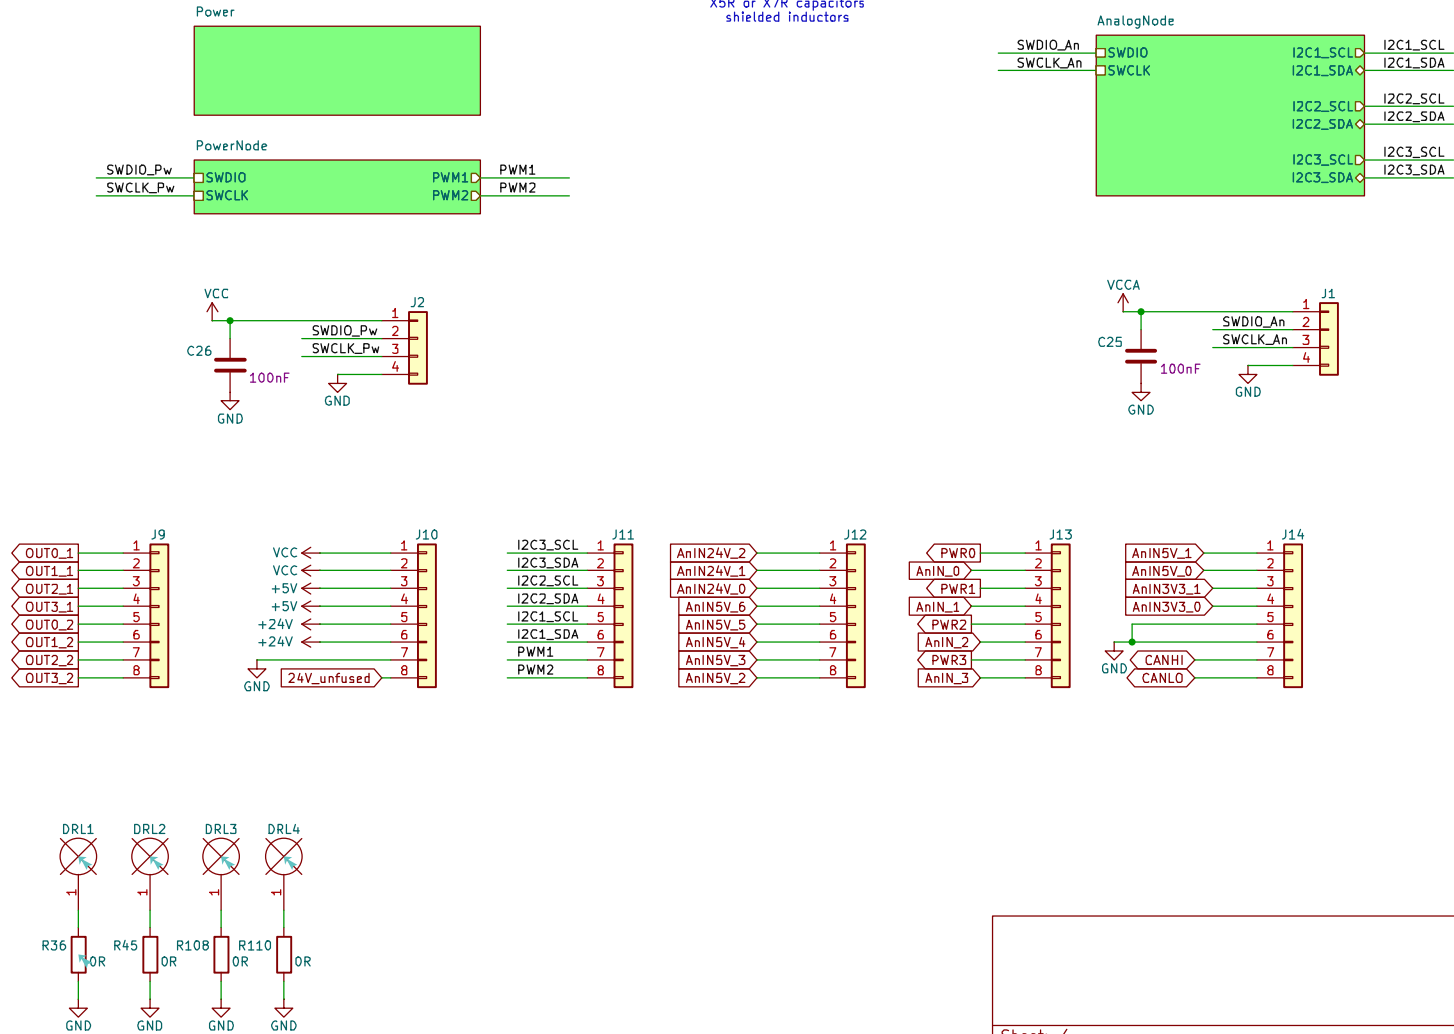 X5R or X7R capacitors
shielded inductors
Power
PowerNode
SWDIO_Pw SWDIO PWM1 PWM1
SWCLK_Pw SWCLK PWM2 PWM2
AnalogNode
SWDIO_An SWDIO I2C1_SCL I2C1_SCL
SWCLK_An SWCLK I2C1_SDA I2C1_SDA
I2C2_SCL I2C2_SCL
I2C2_SDA I2C2_SDA
I2C3_SCL I2C3_SCL
I2C3_SDA I2C3_SDA
VCC J2
1
SWDIO_Pw 2
SWCLK_Pw 3
4
C26
100nF
GND
GND
VCCA J1
1
SWDIO_An 2
SWCLK_An 3
4
C25
100nF
GND
GND
J9
OUT0_1 1
OUT1_1 2
OUT2_1 3
OUT3_1 4
OUT0_2 5
OUT1_2 6
OUT2_2 7
OUT3_2 8
J10
VCC 1
VCC 2
+5V 3
+5V 4
+24V 5
+24V 6
7
GND
24V_unfused 8
J11
I2C3_SCL 1
I2C3_SDA 2
I2C2_SCL 3
I2C2_SDA 4
I2C1_SCL 5
I2C1_SDA 6
PWM1 7
PWM2 8
J12
AnIN24V_2 1
AnIN24V_1 2
AnIN24V_0 3
AnIN5V_6 4
AnIN5V_5 5
AnIN5V_4 6
AnIN5V_3 7
AnIN5V_2 8
J13
PWR0 1
AnIN_0 2
PWR1 3
AnIN_1 4
PWR2 5
AnIN_2 6
PWR3 7
AnIN_3 8
J14
AnIN5V_1 1
AnIN5V_0 2
AnIN3V3_1 3
AnIN3V3_0 4
5
6
GND
CANHI 7
CANLO 8
DRL1 DRL2 DRL3 DRL4
1 1 1 1
R36 R45 R108 R110
0R 0R 0R 0R
GND GND GND GND